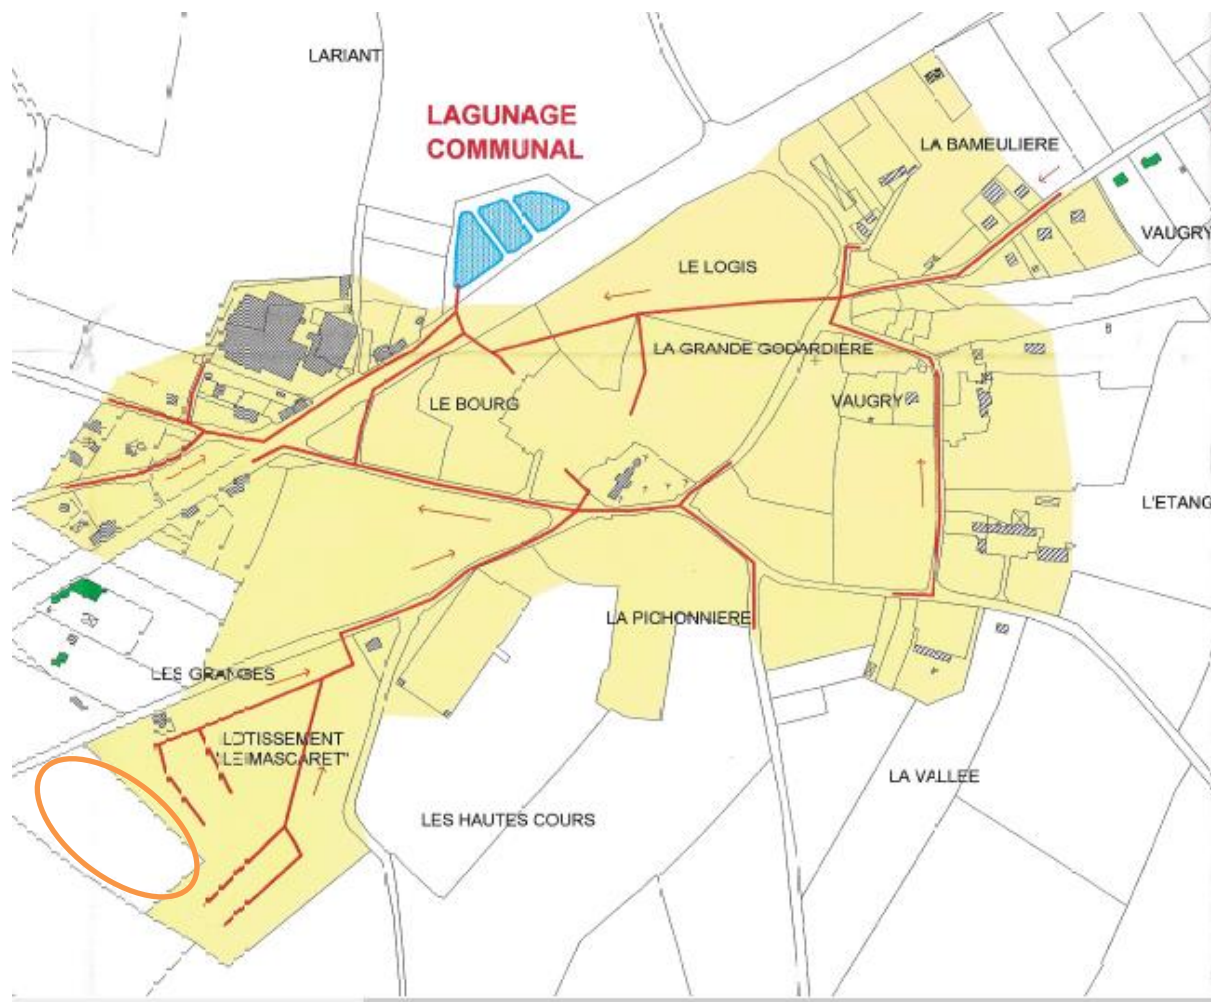 LARIANT
LAGUNAGE
COMMUNAL
LA BAMEULIERE
VAUGRY
LE LOGIS
LA GRANDE GODARDIERE
LE BOURG
VAUGRY
L'ETANG
LA PICHONNIERE
LES GRANGES
LOTISSEMENT
"LE MASCARET"
LA VALLEE
LES HAUTES COURS